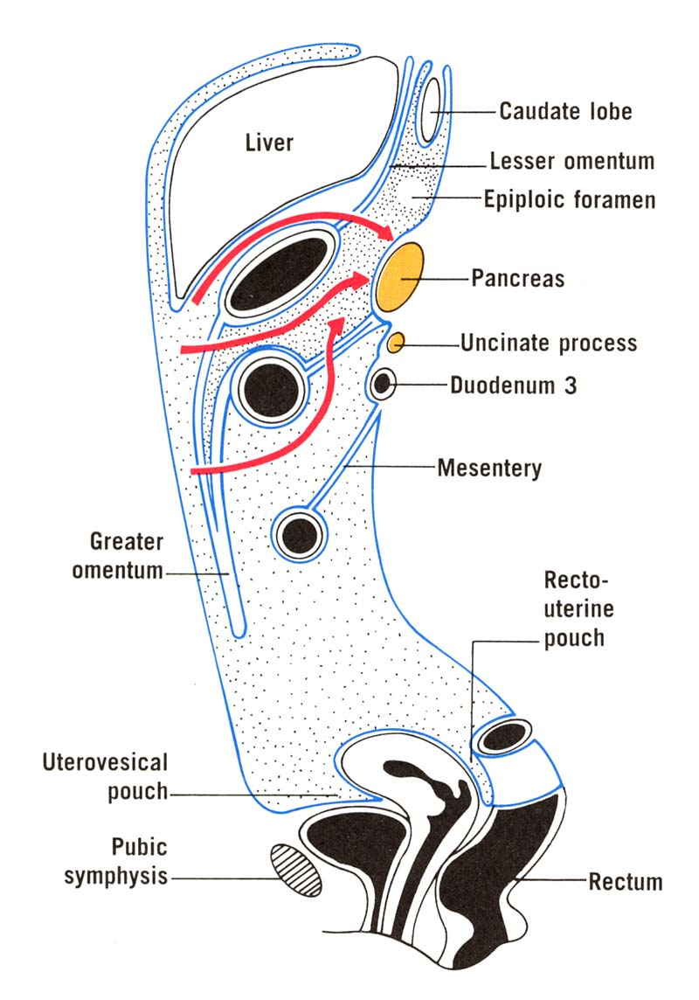 Caudate lobe
Liver
Lesser omentum
Epiploic foramen
Pancreas
Uncinate process
Duodenum 3
Mesentery
Greater
omentum
Recto-
uterine
pouch
Uterovesical
pouch
Pubic
symphysis
Rectum